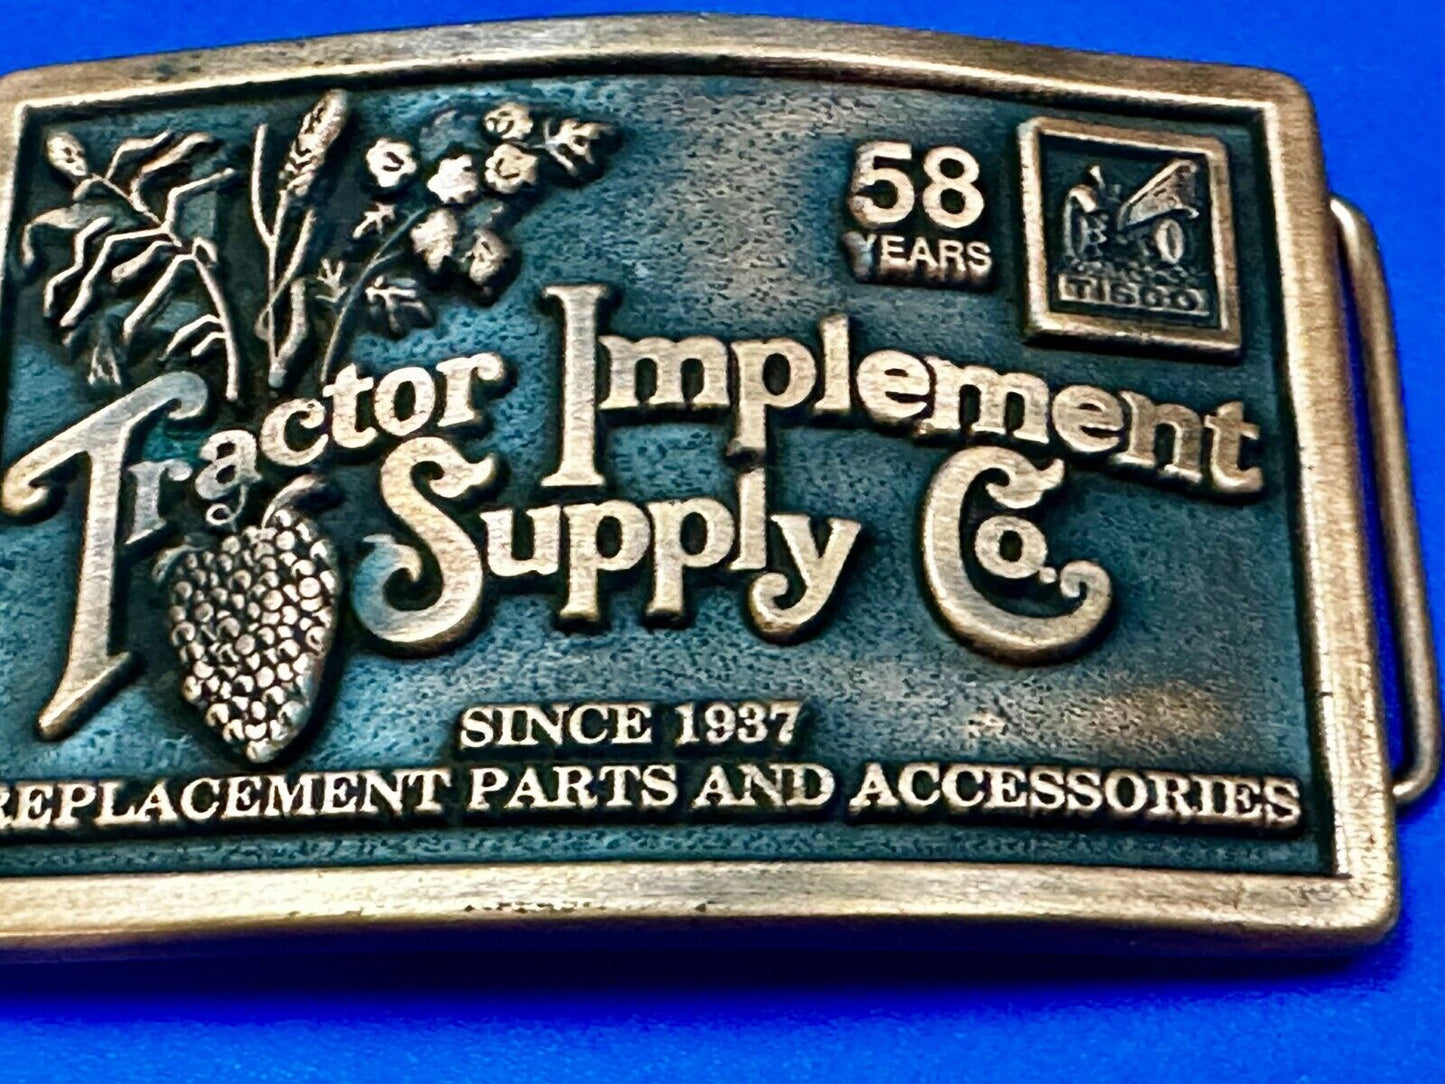 58
YEARS
TISCO
Tractor Implement
Supply Co.
SINCE 1937
REPLACEMENT PARTS AND ACCESSORIES